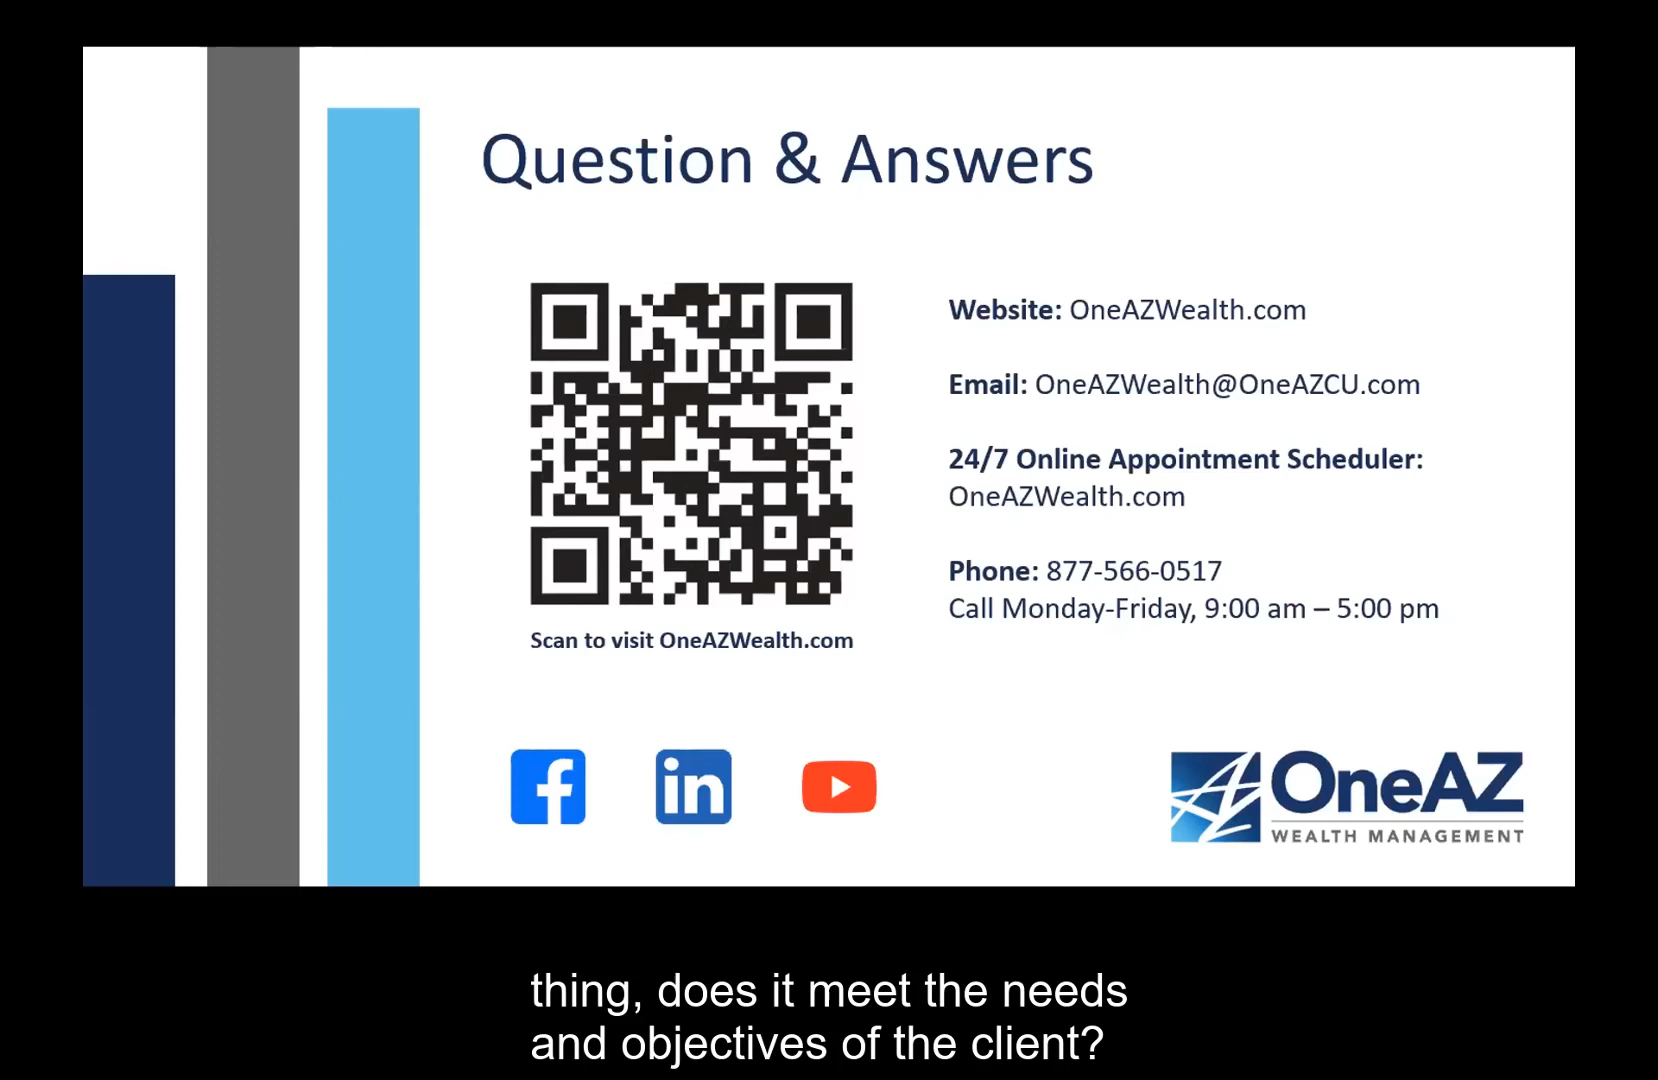 Question & Answers
Website: OneAZWealth.com
Email: OneAZWealth@OneAZCU.com
24/7 Online Appointment Scheduler:
OneAZWealth.com
Phone: 877-566-0517
Call Monday-Friday, 9:00 am – 5:00 pm
Scan to visit OneAZWealth.com
f
in
OneAZ
WEALTH MANAGEMENT
thing, does it meet the needs
and objectives of the client?